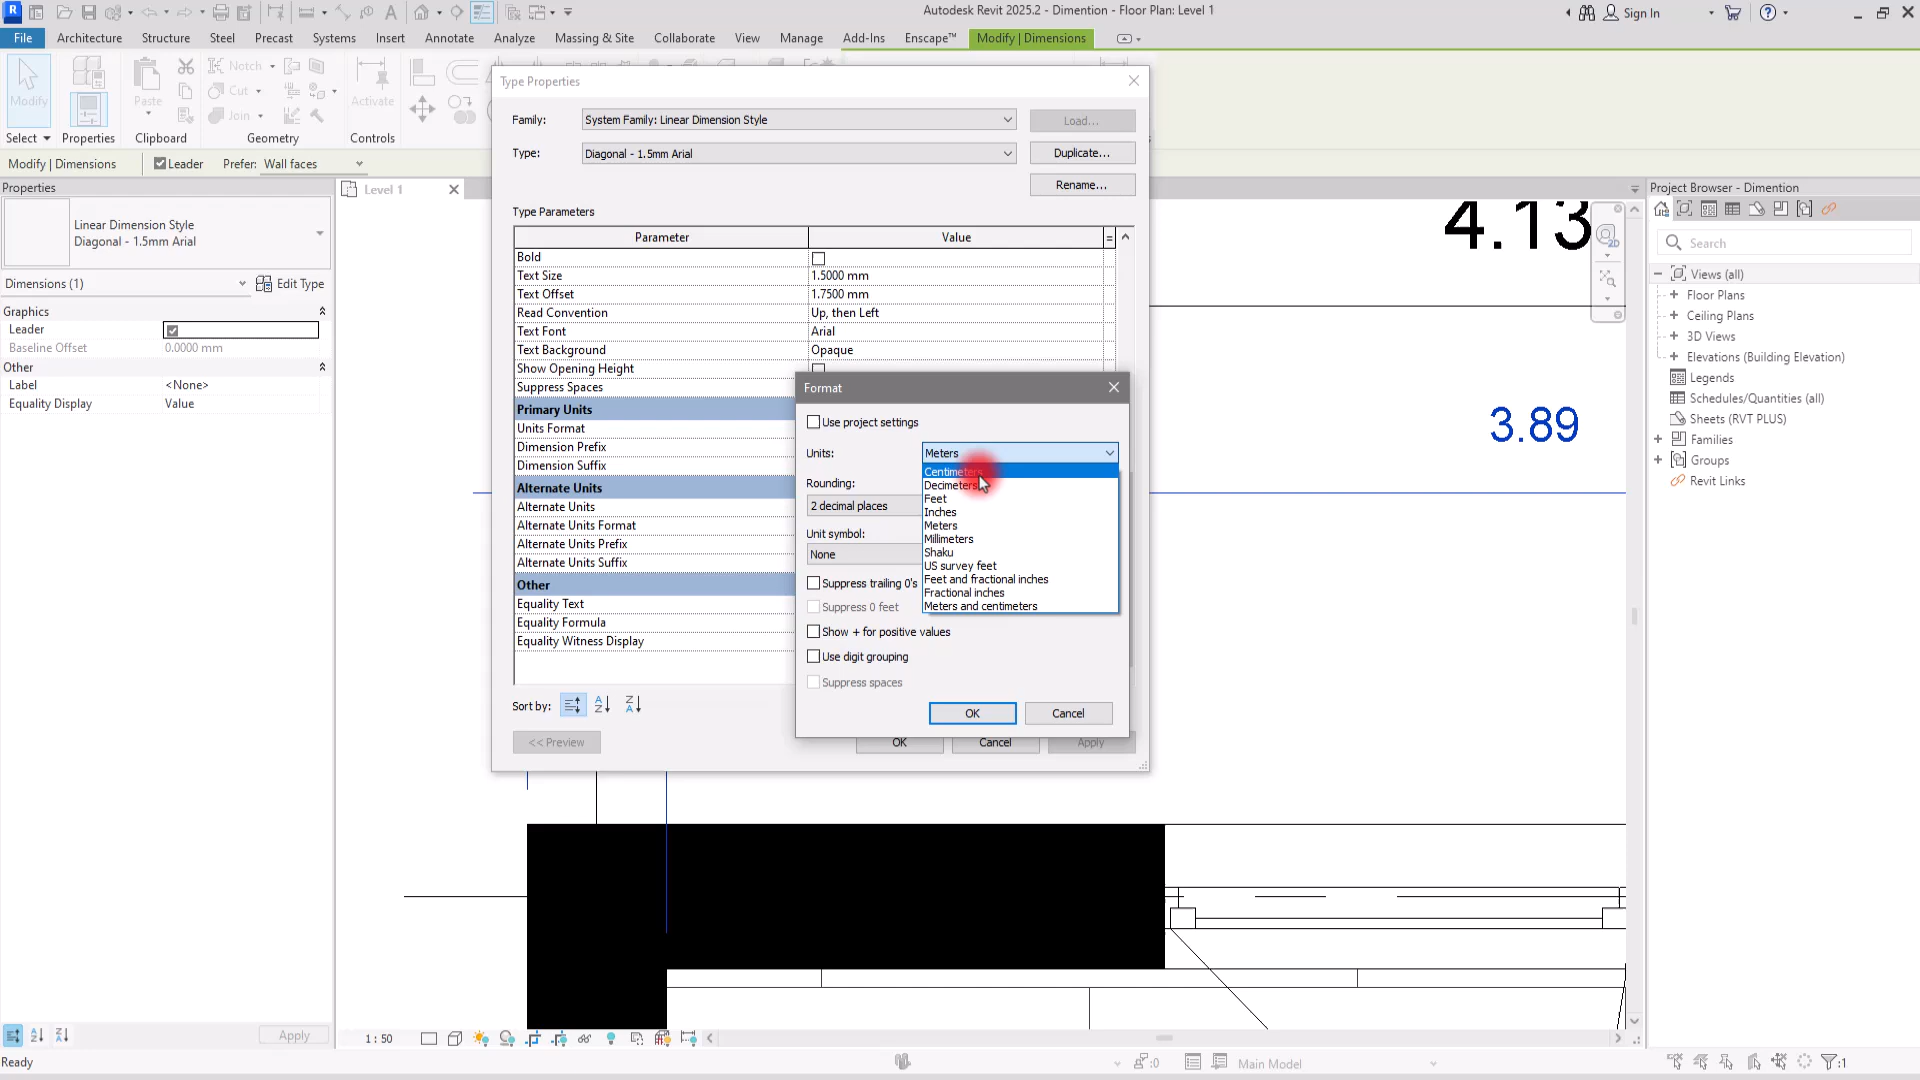 Autodesk Revit 2025.2 - Dimention - Floor Plan: Level 1
Sign In
File Architecture Structure Steel Precast Systems Insert Annotate Analyze Massing & Site Collaborate View Manage Add-Ins Enscape™ Modify | Dimensions
Modify
Properties
Paste
Notch
Cut
Join
Activate
Select Properties Clipboard Geometry Controls
Modify | Dimensions
Leader
Prefer: Wall faces
Properties
Linear Dimension Style
Diagonal - 1.5mm Arial
Dimensions (1)
Edit Type
Graphics
Leader
Baseline Offset 0.0000 mm
Other
Label <None>
Equality Display Value
Apply
Level 1
Type Properties
Family: System Family: Linear Dimension Style Load...
Type: Diagonal - 1.5mm Arial Duplicate...
Rename...
Type Parameters
Parameter Value =
Bold
Text Size 1.5000 mm
Text Offset 1.7500 mm
Read Convention Up, then Left
Text Font Arial
Text Background Opaque
Show Opening Height
Suppress Spaces
Primary Units
Units Format
Dimension Prefix
Dimension Suffix
Alternate Units
Alternate Units
Alternate Units Format
Alternate Units Prefix
Alternate Units Suffix
Other
Equality Text
Equality Formula
Equality Witness Display
Sort by:
<< Preview OK Cancel Apply
Format
Use project settings
Units: Meters
Centimeters
Decimeters
Feet
Inches
Meters
Millimeters
Shaku
US survey feet
Feet and fractional inches
Fractional inches
Meters and centimeters
Rounding:
2 decimal places
Unit symbol:
None
Suppress trailing 0's
Suppress 0 feet
Show + for positive values
Use digit grouping
Suppress spaces
OK Cancel
4.13
3.89
2D
Project Browser - Dimention
Search
Views (all)
Floor Plans
Ceiling Plans
3D Views
Elevations (Building Elevation)
Legends
Schedules/Quantities (all)
Sheets (RVT PLUS)
Families
Groups
Revit Links
1 : 50
Ready
:0
Main Model
:1